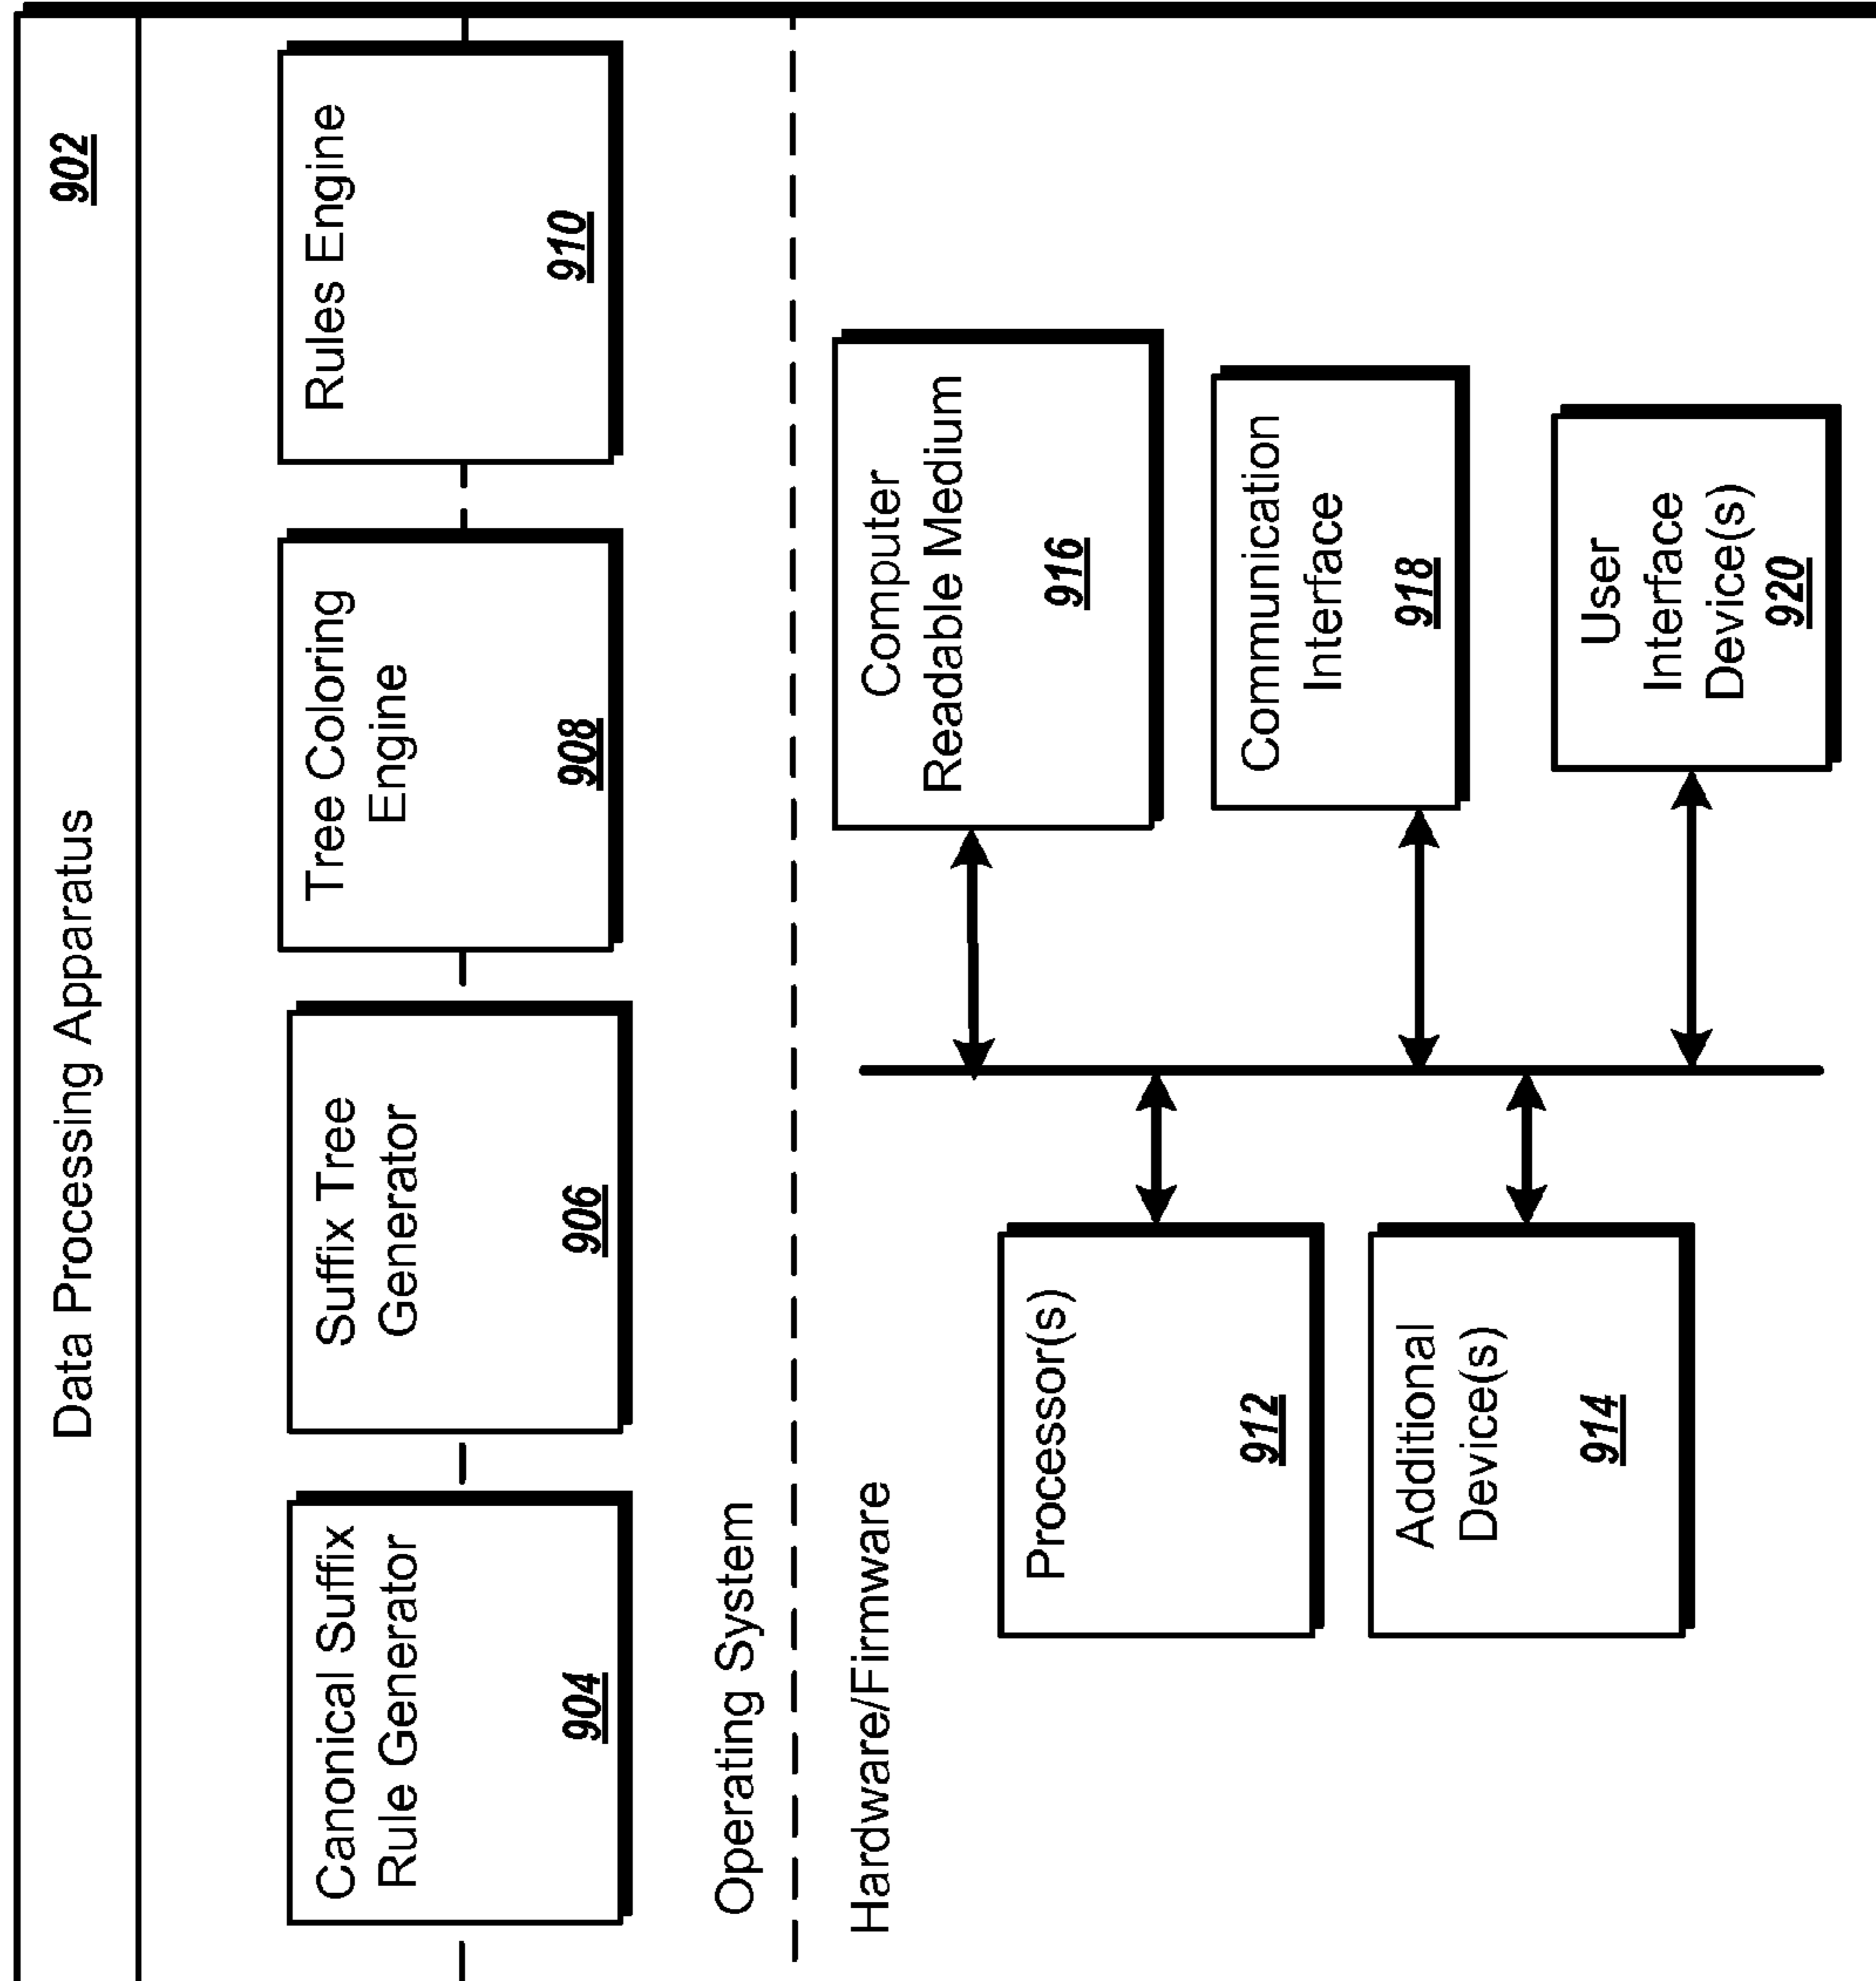 Data Processing Apparatus
902
Canonical Suffix
Rule Generator
904
Suffix Tree
Generator
906
Tree Coloring
Engine
908
Rules Engine
910
Operating System
Hardware/Firmware
Processor(s)
912
Additional
Device(s)
914
Computer
Readable Medium
916
Communication
Interface
918
User
Interface
Device(s)
920